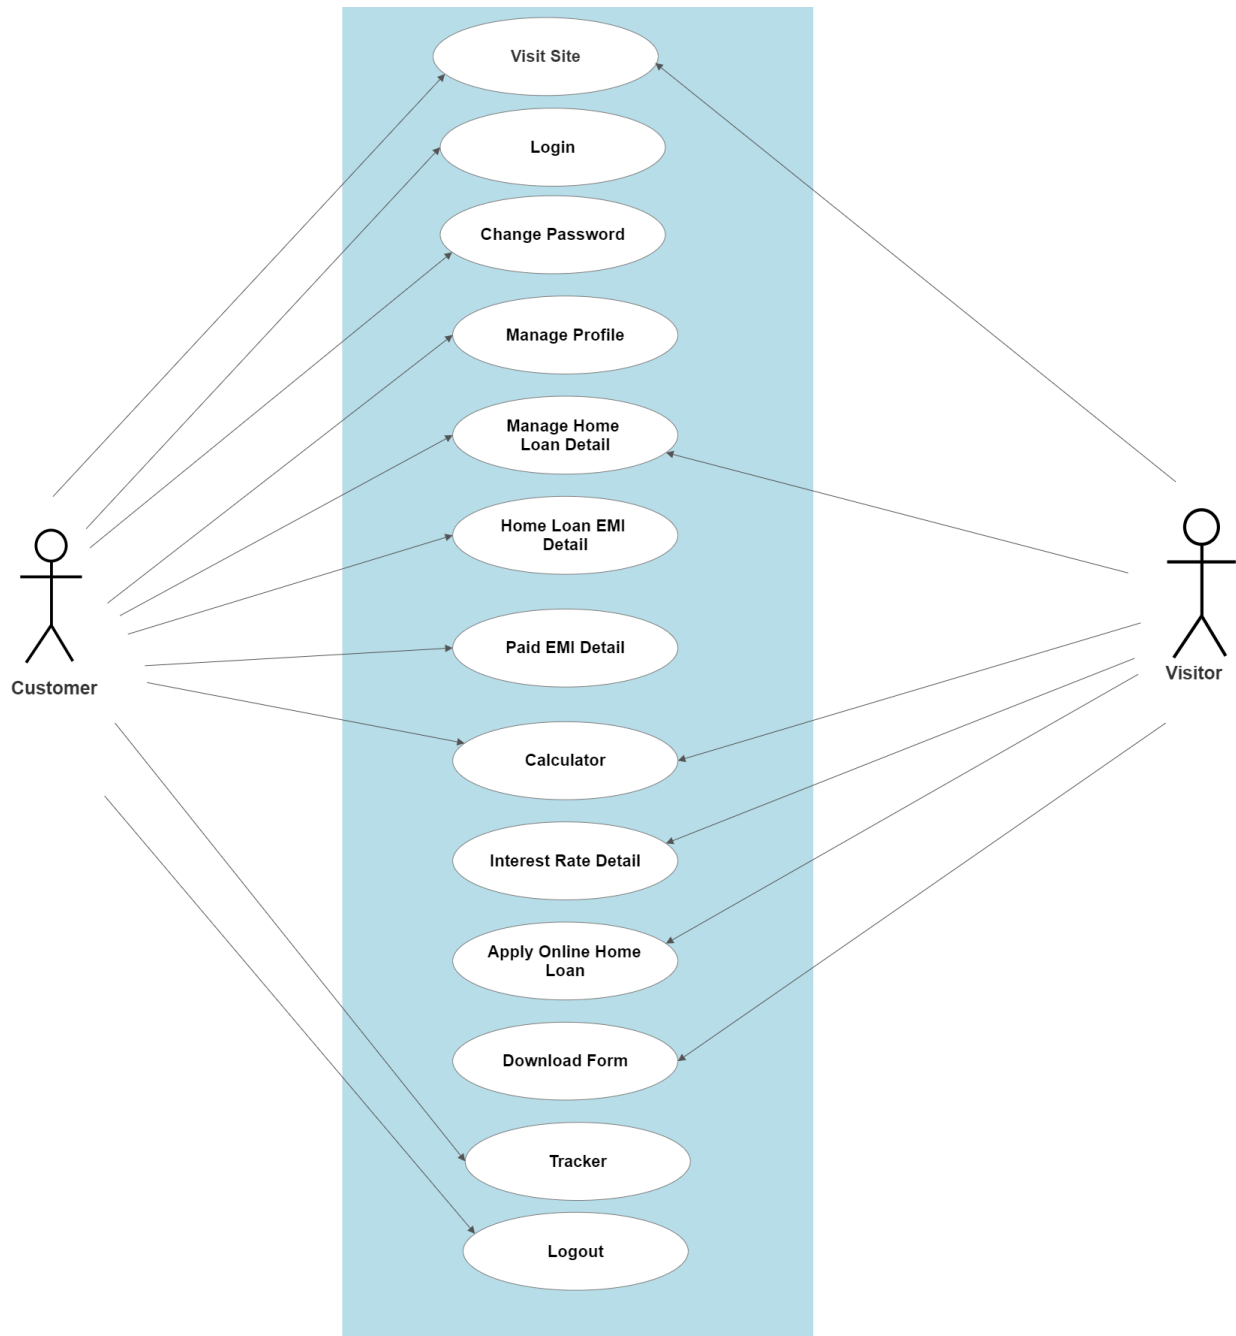 Visit Site
Login
Change Password
Manage Profile
Manage Home
Loan Detail
Home Loan EMI
Detail
Paid EMI Detail
Customer
Visitor
Calculator
Interest Rate Detail
Apply Online Home
Loan
Download Form
Tracker
Logout